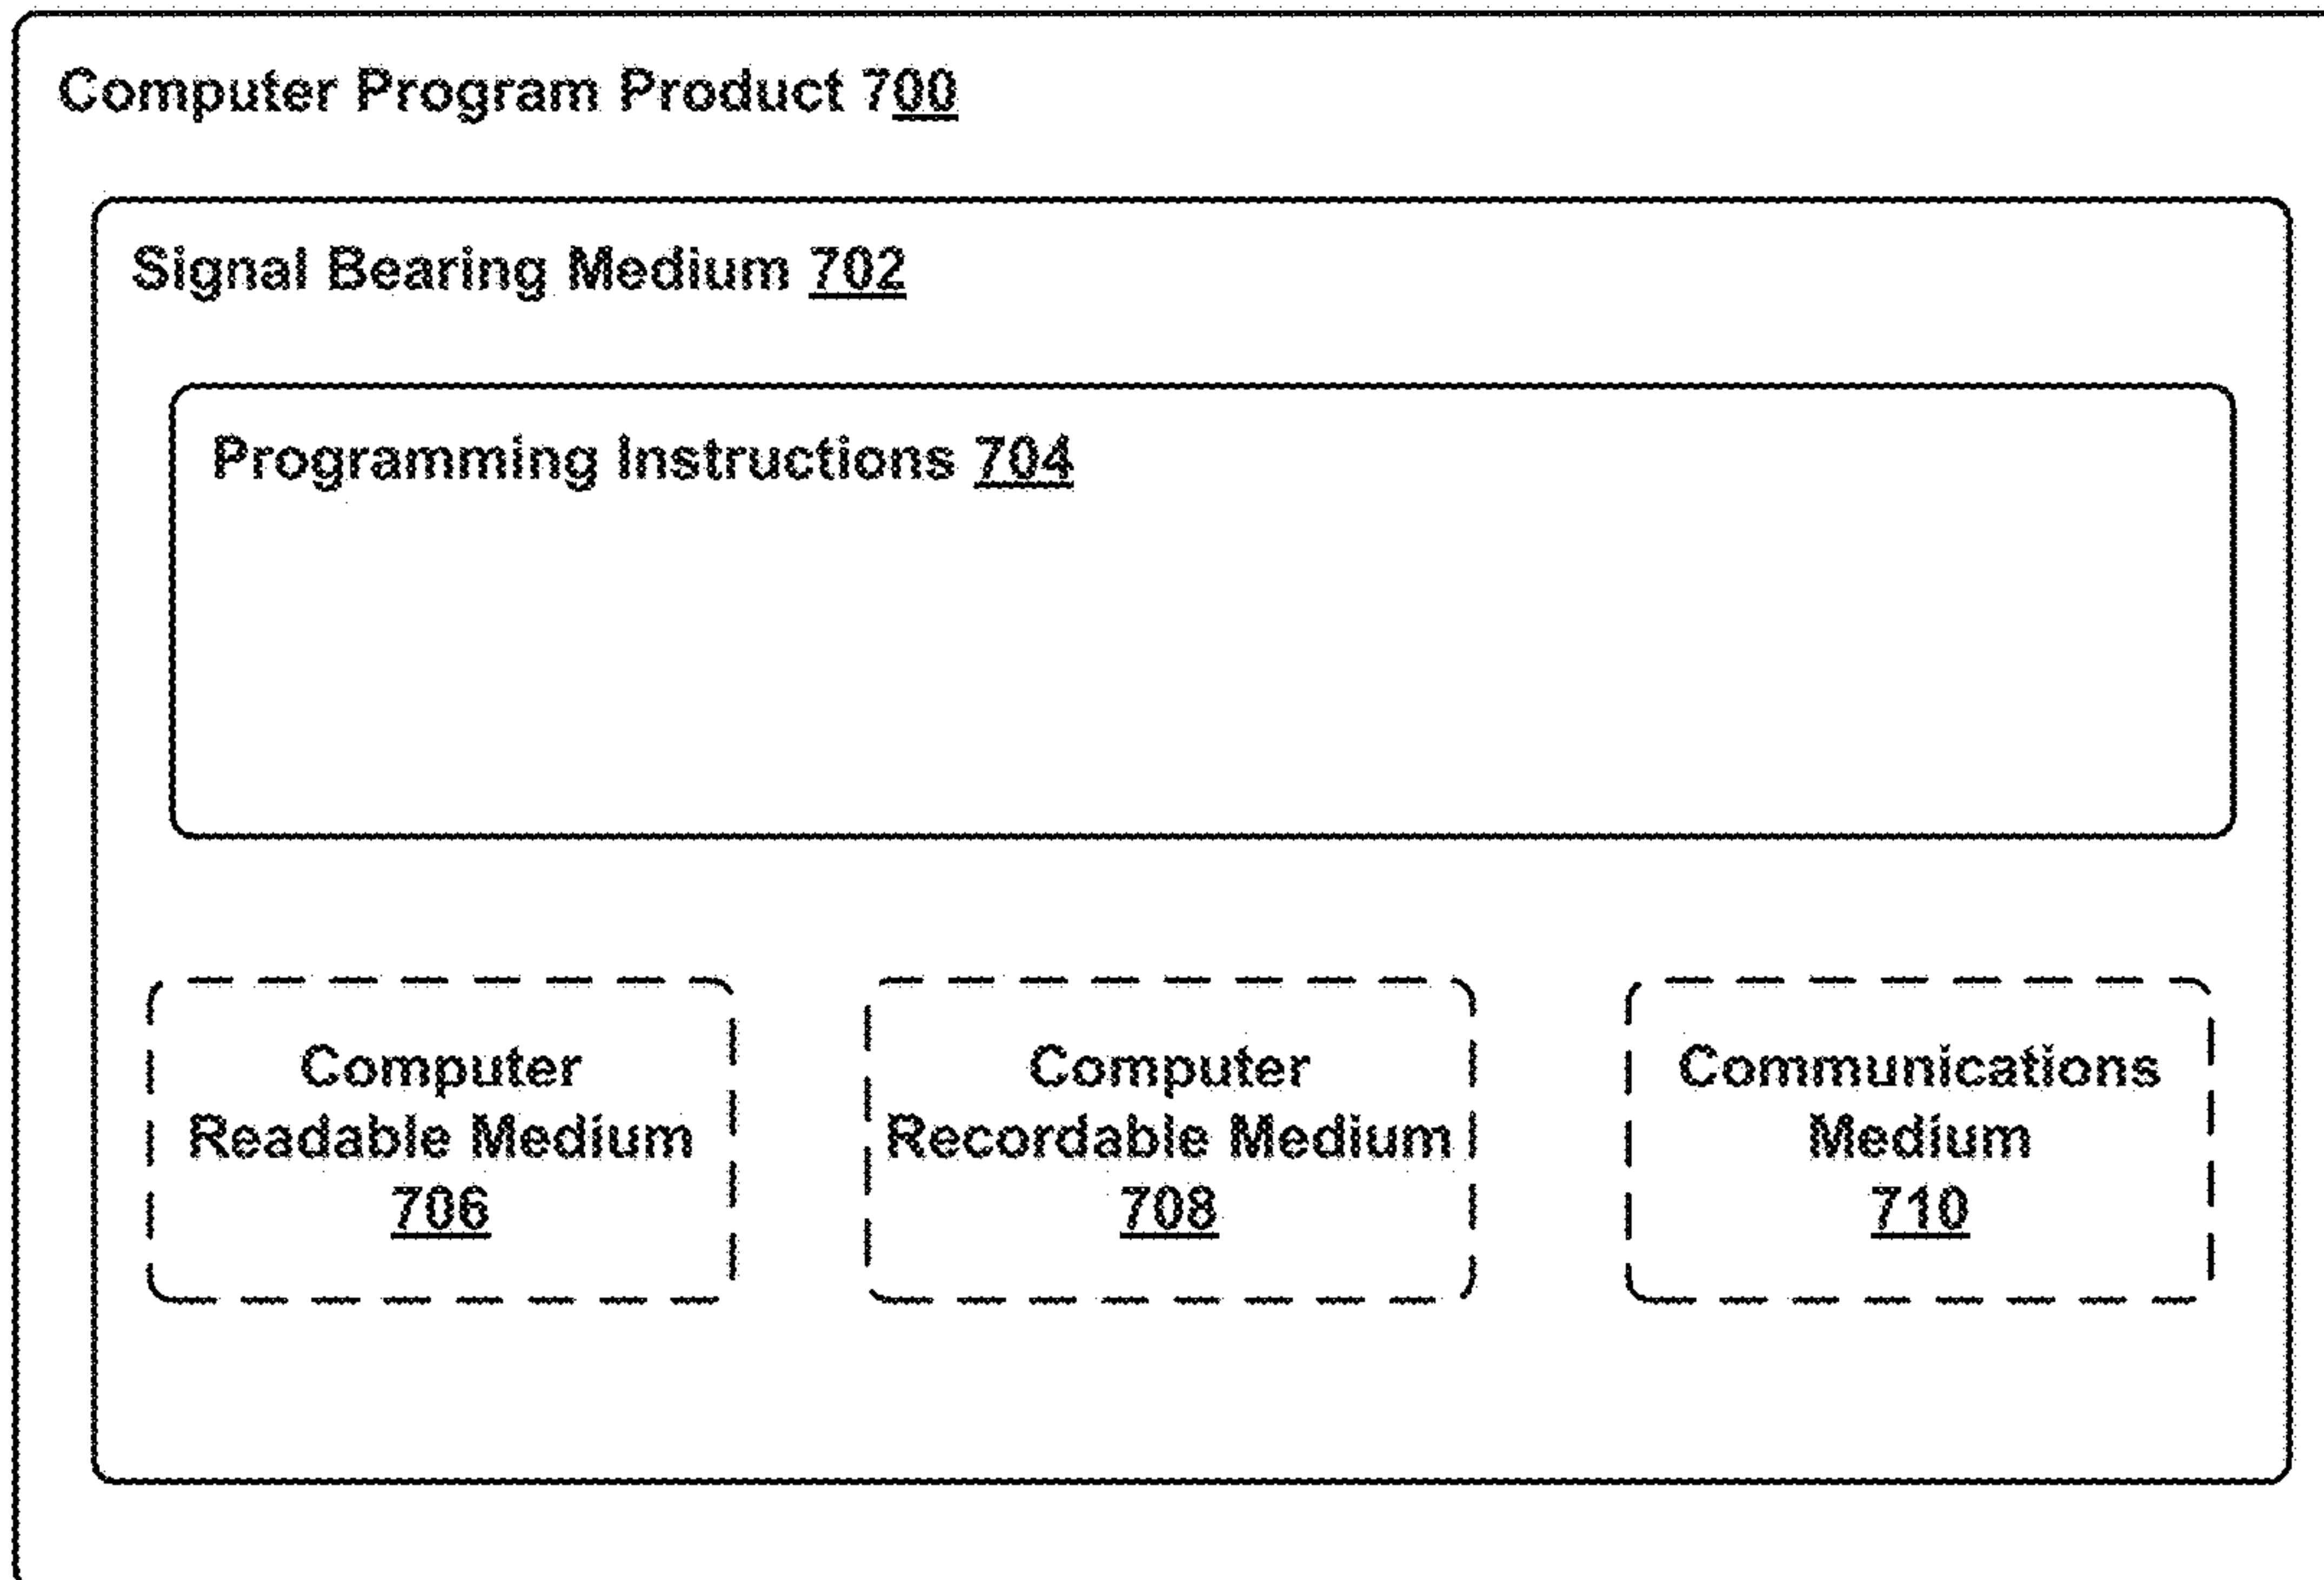 Computer Program Product 700
Signal Bearing Medium 702
Programming Instructions 704
Computer
Readable Medium
706
Computer
Recordable Medium
708
Communications
Medium
710